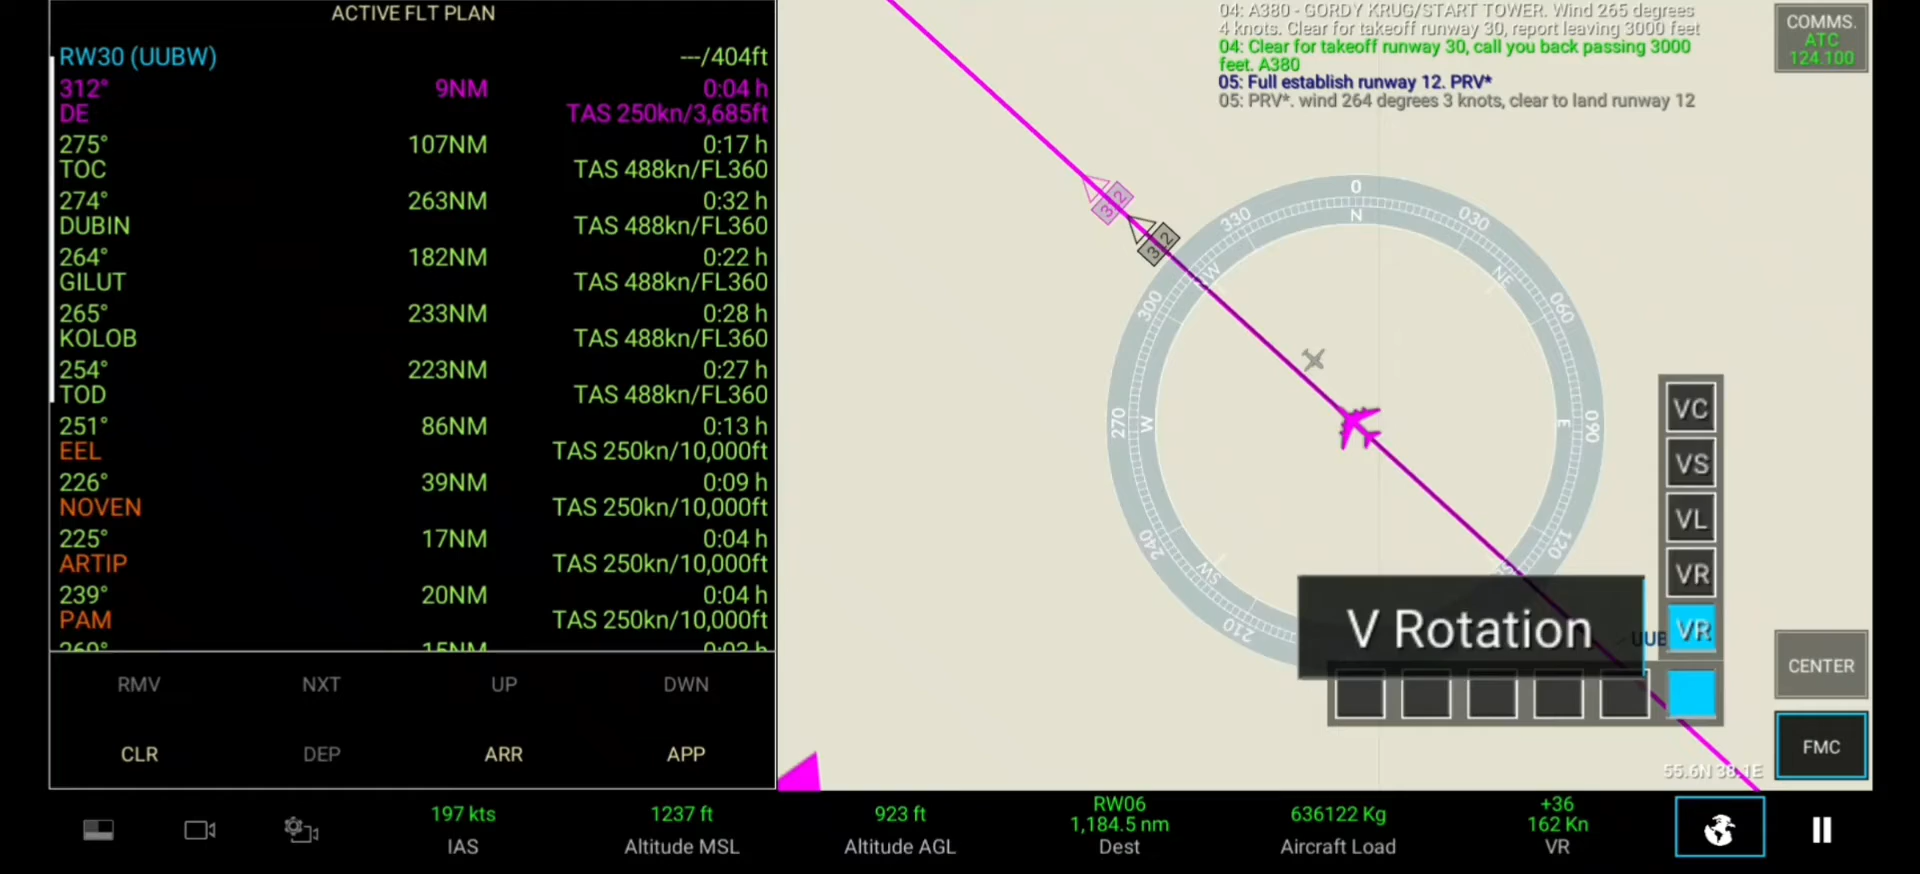 ACTIVE FLT PLAN
RW30 (UUBW) ---/404ft
312° 9NM 0:04 h
DE TAS 250kn/3,685ft
275° 107NM 0:17 h
TOC TAS 488kn/FL360
274° 263NM 0:32 h
DUBIN TAS 488kn/FL360
264° 182NM 0:22 h
GILUT TAS 488kn/FL360
265° 233NM 0:28 h
KOLOB TAS 488kn/FL360
254° 223NM 0:27 h
TOD TAS 488kn/FL360
251° 86NM 0:13 h
EEL TAS 250kn/10,000ft
226° 39NM 0:09 h
NOVEN TAS 250kn/10,000ft
225° 17NM 0:04 h
ARTIP TAS 250kn/10,000ft
239° 20NM 0:04 h
PAM TAS 250kn/10,000ft
RMV NXT UP DWN
CLR DEP ARR APP
04: A380 - GORDY KRUG/START TOWER. Wind 265 degrees
4 knots. Clear for takeoff runway 30, report leaving 3000 feet
04: Clear for takeoff runway 30, call you back passing 3000
feet. A380
05: Full establish runway 12. PRV*
05: PRV*. wind 264 degrees 3 knots, clear to land runway 12
COMMS.
ATC
124.100
0
N
330
030
NW
NE
300
060
312
312
270
W
E
090
240
120
SW
210
VC
VS
VL
VR
VR
V Rotation
UUB
CENTER
FMC
55.6N 38.1E
197 kts
IAS
1237 ft
Altitude MSL
923 ft
Altitude AGL
RW06
1,184.5 nm
Dest
636122 Kg
Aircraft Load
+36
162 Kn
VR